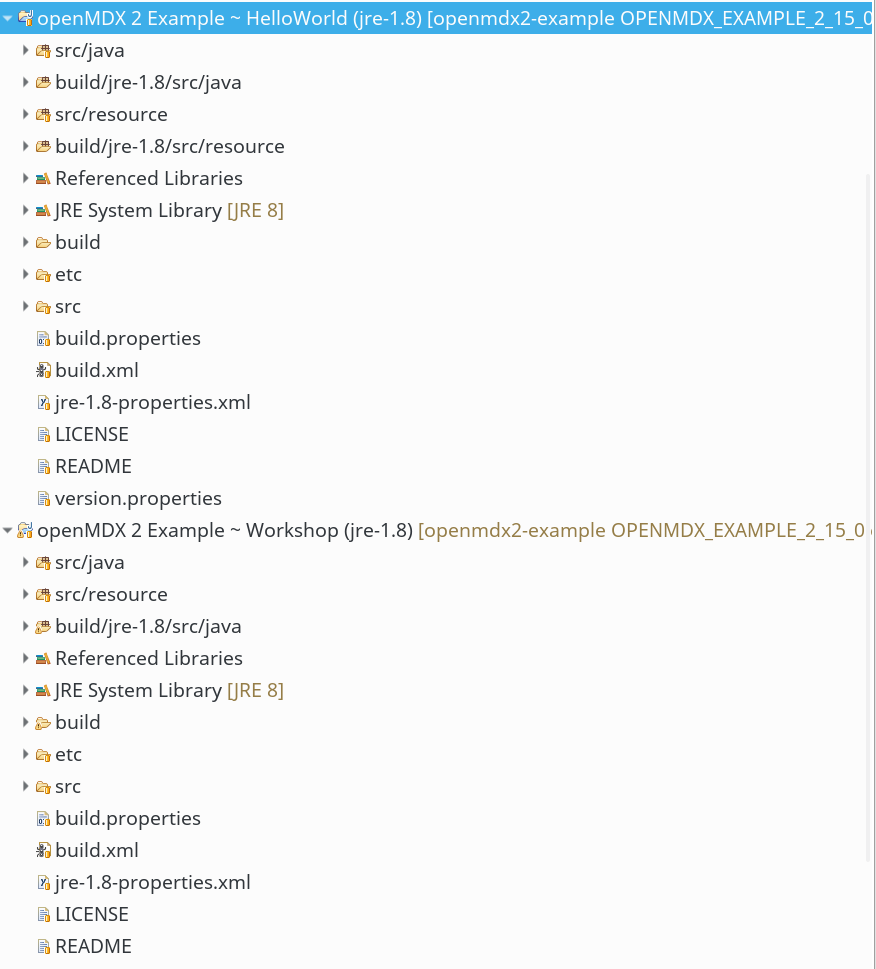 openMDX 2 Example ~ HelloWorld (jre-1.8) [openmdx2-example OPENMDX_EXAMPLE_2_15_0
src/java
build/jre-1.8/src/java
src/resource
build/jre-1.8/src/resource
Referenced Libraries
JRE System Library [JRE 8]
build
etc
src
build.properties
build.xml
jre-1.8-properties.xml
LICENSE
README
version.properties
openMDX 2 Example ~ Workshop (jre-1.8) [openmdx2-example OPENMDX_EXAMPLE_2_15_0
src/java
src/resource
build/jre-1.8/src/java
Referenced Libraries
JRE System Library [JRE 8]
build
etc
src
build.properties
build.xml
jre-1.8-properties.xml
LICENSE
README